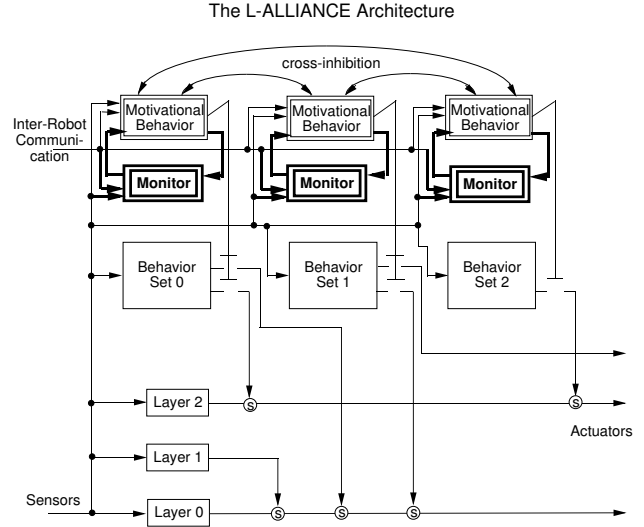 The L-ALLIANCE Architecture
cross-inhibition
Motivational
Behavior
Motivational
Behavior
Motivational
Behavior
Inter-Robot
Communi-
cation
Monitor
Monitor
Monitor
Behavior
Set 0
Behavior
Set 1
Behavior
Set 2
Layer 2
S
S
Actuators
Layer 1
Sensors
Layer 0
S
S
S